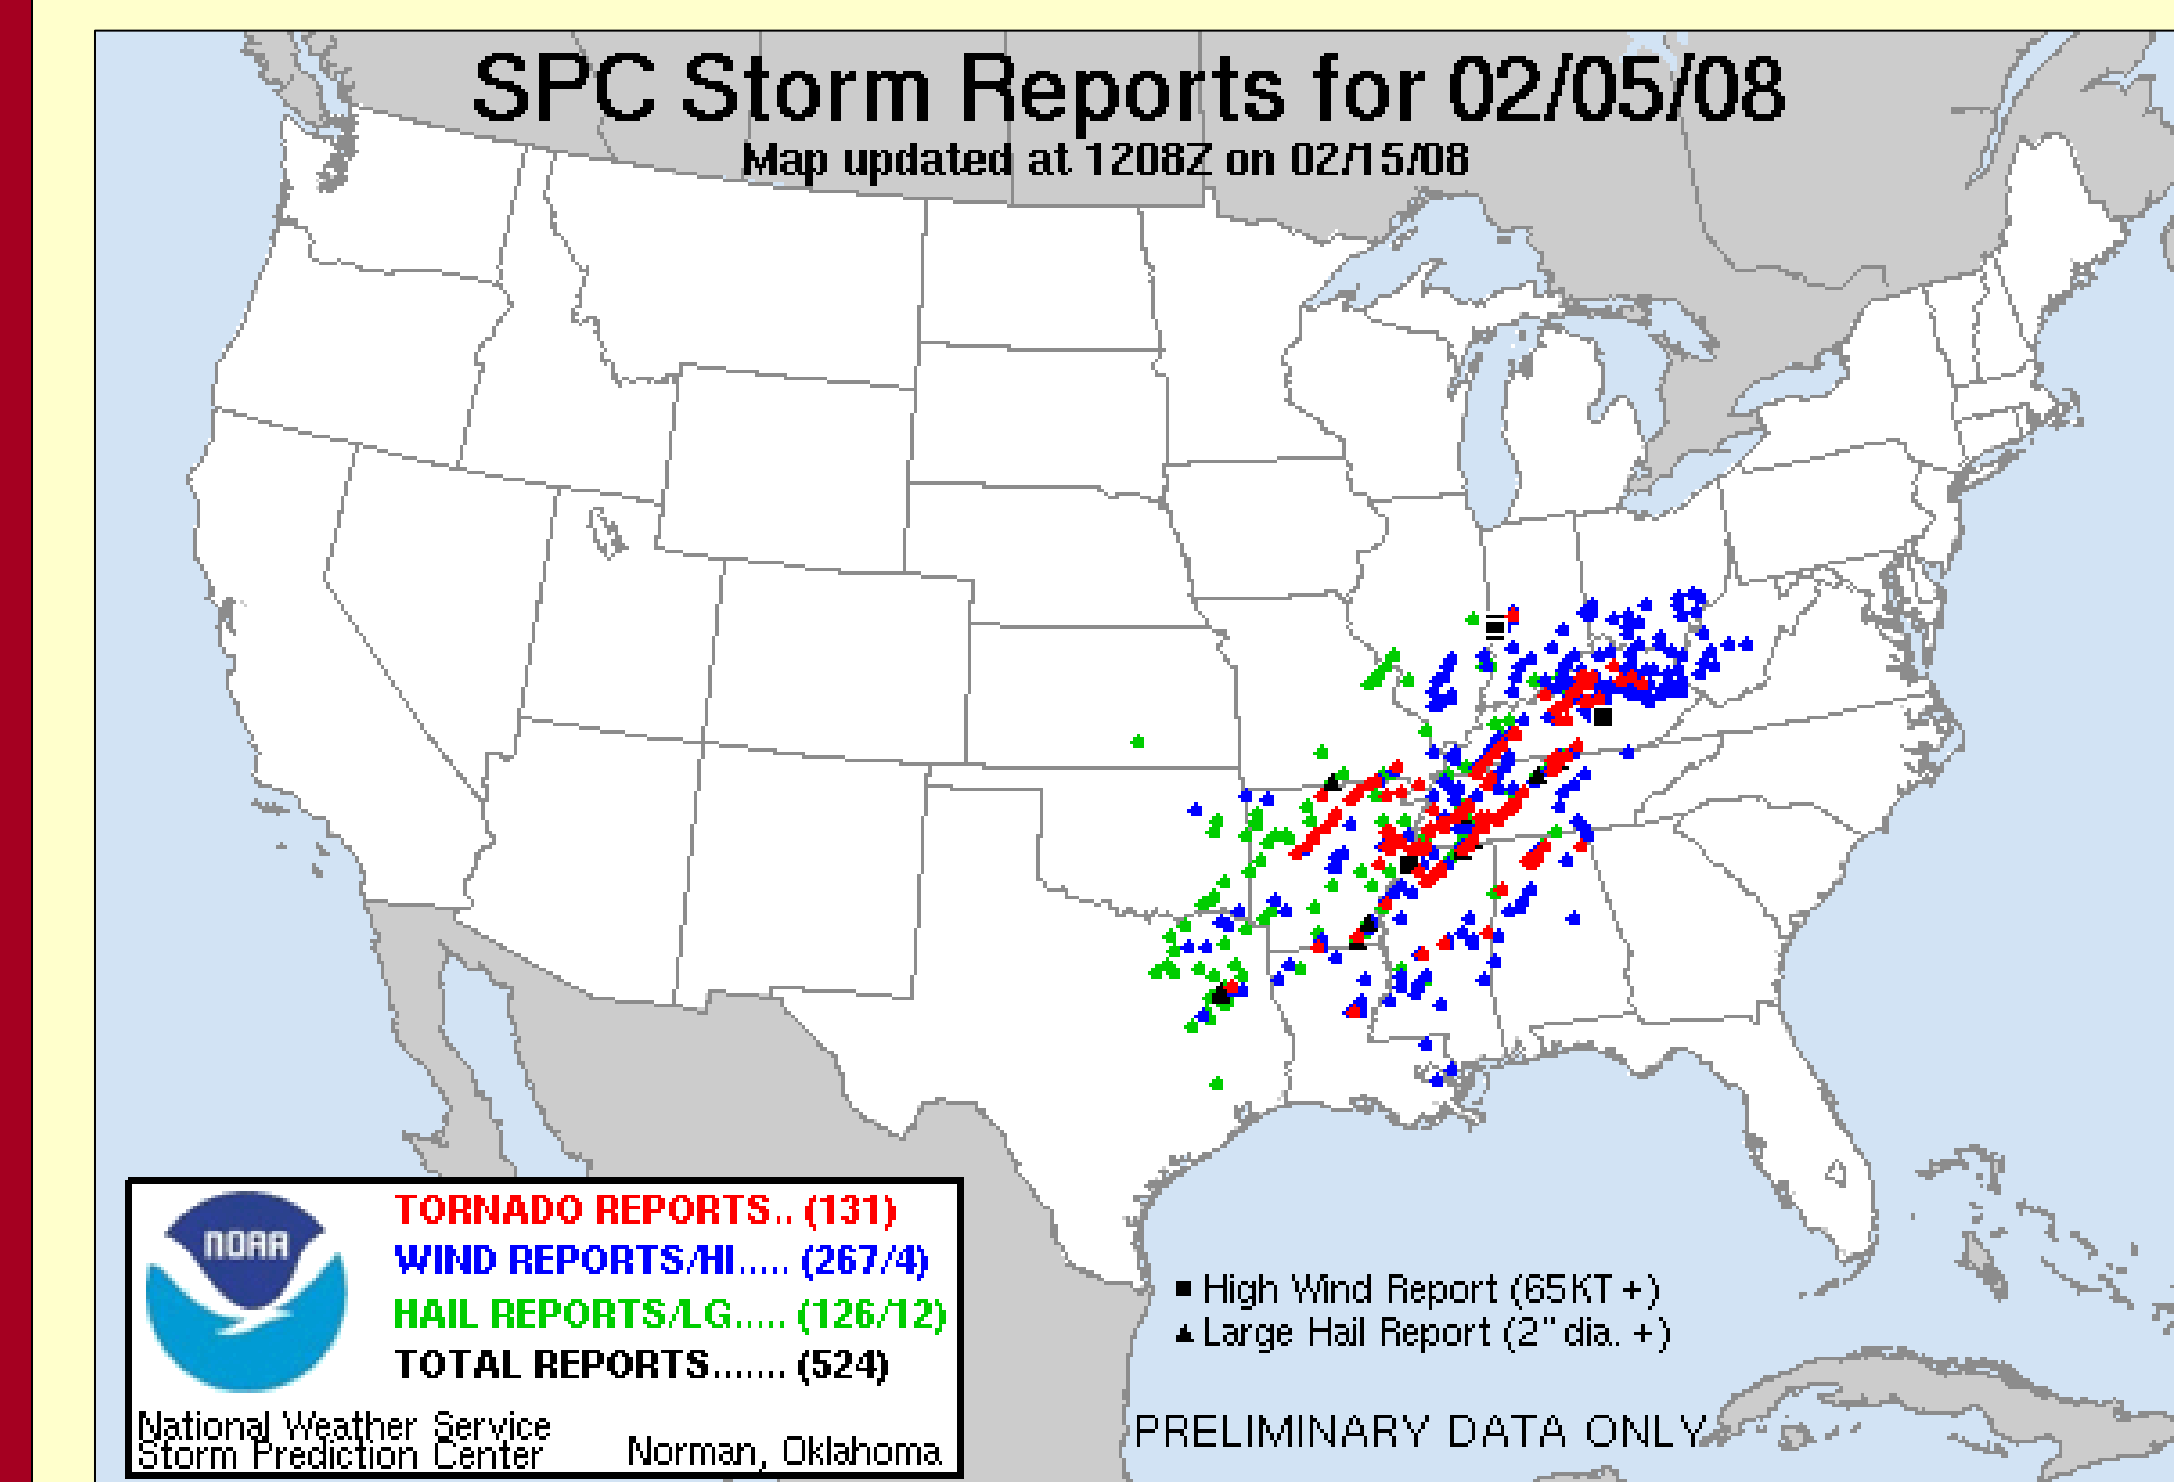 SPC Storm Reports for 02/05/08
Map updated at 1208Z on 02/15/08
NOAA
TORNADO REPORTS.. (131)
WIND REPORTS/HI..... (267/4)
HAIL REPORTS/LG..... (126/12)
TOTAL REPORTS....... (524)
National Weather Service
Storm Prediction Center
Norman, Oklahoma
High Wind Report (65KT +)
Large Hail Report (2" dia. +)
PRELIMINARY DATA ONLY